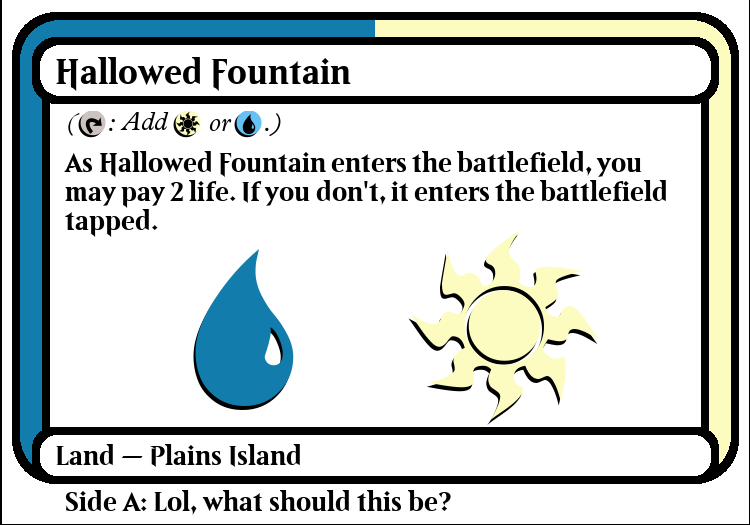 Hallowed Fountain
(: Add or .)
As Hallowed Fountain enters the battlefield, you
may pay 2 life. If you don't, it enters the battlefield
tapped.
Land — Plains Island
Side A: Lol, what should this be?